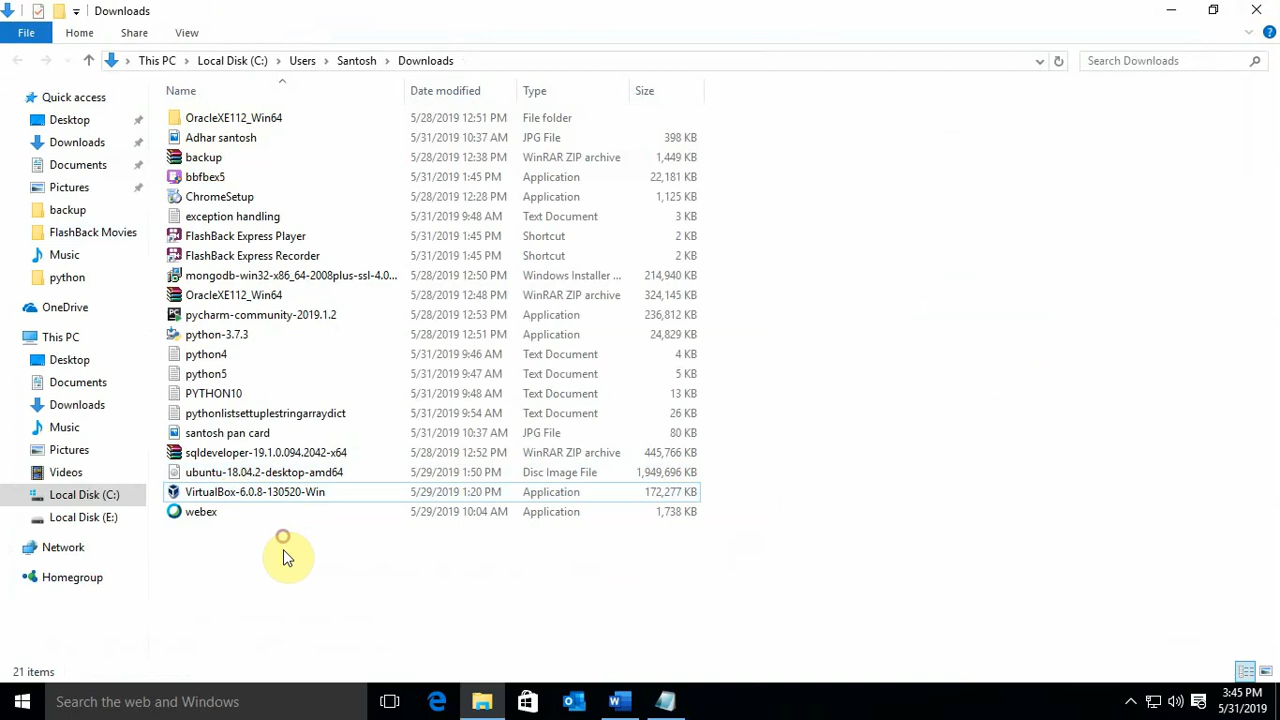 Downloads
File Home Share View
This PC Local Disk (C:) Users Santosh Downloads Search Downloads
Name Date modified Type Size
Quick access
Desktop
Downloads
Documents
Pictures
backup
FlashBack Movies
Music
python
OneDrive
This PC
Desktop
Documents
Downloads
Music
Pictures
Videos
Local Disk (C:)
Local Disk (E:)
Network
Homegroup
OracleXE112_Win64 5/28/2019 12:51 PM File folder
Adhar santosh 5/31/2019 10:37 AM JPG File 398 KB
backup 5/28/2019 12:38 PM WinRAR ZIP archive 1,449 KB
bbfbex5 5/31/2019 1:45 PM Application 22,181 KB
ChromeSetup 5/28/2019 12:28 PM Application 1,125 KB
exception handling 5/31/2019 9:48 AM Text Document 3 KB
FlashBack Express Player 5/31/2019 1:45 PM Shortcut 2 KB
FlashBack Express Recorder 5/31/2019 1:45 PM Shortcut 2 KB
mongodb-win32-x86_64-2008plus-ssl-4.0... 5/28/2019 12:50 PM Windows Installer ... 214,940 KB
OracleXE112_Win64 5/28/2019 12:48 PM WinRAR ZIP archive 324,145 KB
pycharm-community-2019.1.2 5/28/2019 12:53 PM Application 236,812 KB
python-3.7.3 5/28/2019 12:51 PM Application 24,829 KB
python4 5/31/2019 9:46 AM Text Document 4 KB
python5 5/31/2019 9:47 AM Text Document 5 KB
PYTHON10 5/31/2019 9:48 AM Text Document 13 KB
pythonlistsettuplestringarraydict 5/31/2019 9:54 AM Text Document 26 KB
santosh pan card 5/31/2019 10:37 AM JPG File 80 KB
sqldeveloper-19.1.0.094.2042-x64 5/28/2019 12:52 PM WinRAR ZIP archive 445,766 KB
ubuntu-18.04.2-desktop-amd64 5/29/2019 1:50 PM Disc Image File 1,949,696 KB
VirtualBox-6.0.8-130520-Win 5/29/2019 1:20 PM Application 172,277 KB
webex 5/29/2019 10:04 AM Application 1,738 KB
21 items
Search the web and Windows
3:45 PM
5/31/2019